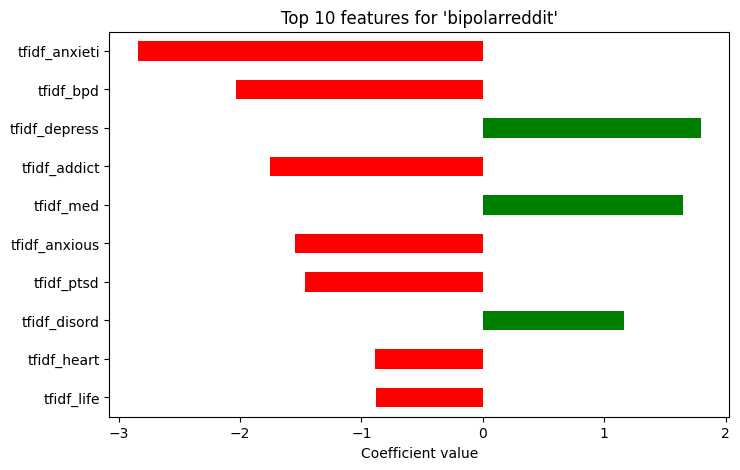 Top 10 features for 'bipolarreddit'
tfidf_anxieti
tfidf_bpd
tfidf_depress
tfidf_addict
tfidf_med
tfidf_anxious
tfidf_ptsd
tfidf_disord
tfidf_heart
tfidf_life
−3 −2 −1 0 1 2
Coefficient value